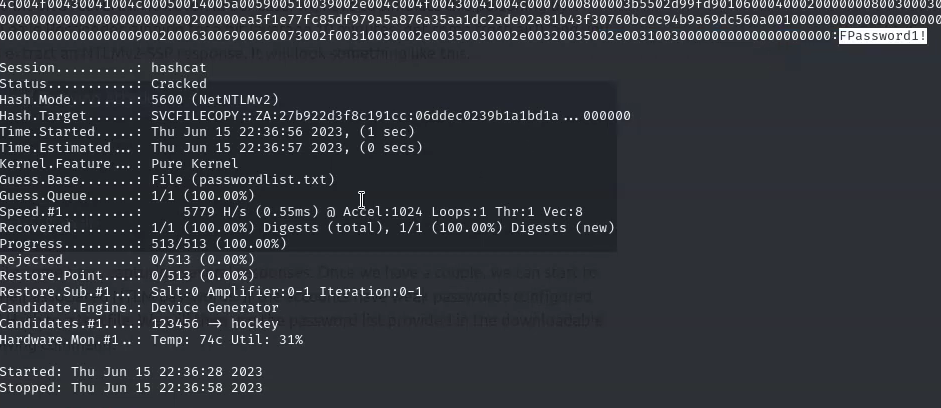 4c004f00430041004c00500014005a005900510039002e004c004f00430041004c0007000800003b5502d99fd901060004000200000008003000300
000000000000000000200000ea5f1e77fc85df979a5a876a35aa1dc2ade02a81b43f30760bc0c94b9a69dc560a00100000000000000000000000000
:FPassword1!
Session..........: hashcat
Status...........: Cracked
Hash.Mode........: 5600 (NetNTLMv2)
Hash.Target......: SVCFILECOPY::ZA:27b922d3f8c191cc:06ddec0239b1a1bd1a...000000
Time.Started.....: Thu Jun 15 22:36:56 2023, (1 sec)
Time.Estimated...: Thu Jun 15 22:36:57 2023, (0 secs)
Kernel.Feature...: Pure Kernel
Guess.Base.......: File (passwordlist.txt)
Guess.Queue......: 1/1 (100.00%)
Speed.#1.........: 5779 H/s (0.55ms) @ Accel:1024 Loops:1 Thr:1 Vec:8
Recovered........: 1/1 (100.00%) Digests (total), 1/1 (100.00%) Digests (new)
Progress.........: 513/513 (100.00%)
Rejected.........: 0/513 (0.00%)
Restore.Point....: 0/513 (0.00%)
Restore.Sub.#1...: Salt:0 Amplifier:0-1 Iteration:0-1
Candidate.Engine.: Device Generator
Candidates.#1....: 123456 -> hockey
Hardware.Mon.#1..: Temp: 74c Util: 31%
Started: Thu Jun 15 22:36:28 2023
Stopped: Thu Jun 15 22:36:58 2023